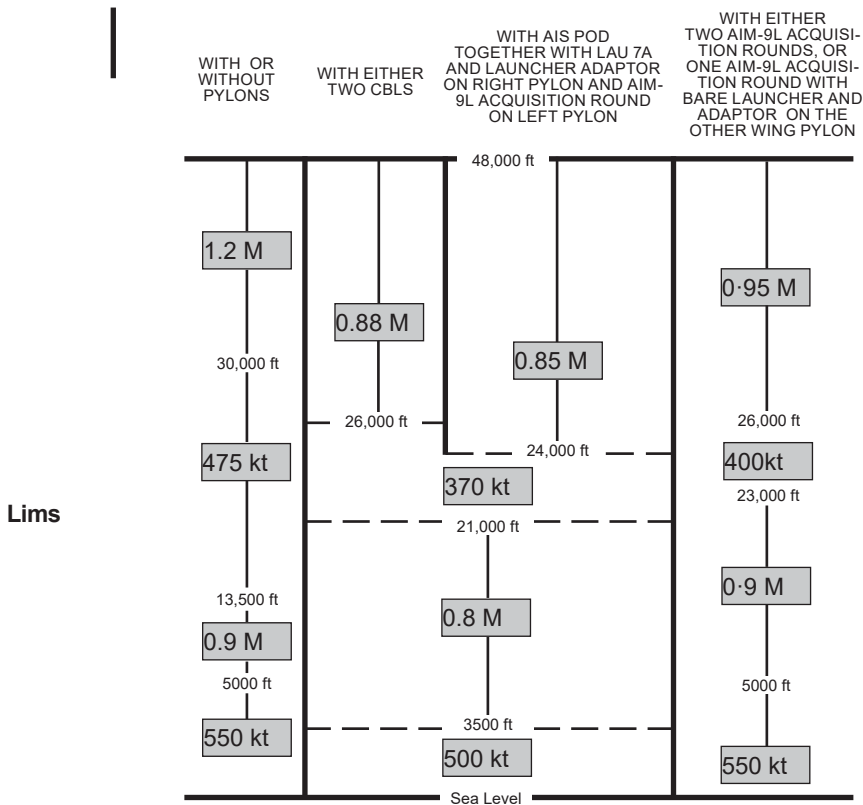 WITH OR
WITHOUT
PYLONS
WITH EITHER
TWO CBLS
WITH AIS POD
TOGETHER WITH LAU 7A
AND LAUNCHER ADAPTOR
ON RIGHT PYLON AND AIM-
9L ACQUISITION ROUND
ON LEFT PYLON
WITH EITHER
TWO AIM-9L ACQUISI-
TION ROUNDS, OR
ONE AIM-9L ACQUISI-
TION ROUND WITH
BARE LAUNCHER AND
ADAPTOR ON THE
OTHER WING PYLON
48,000 ft
1.2 M
30,000 ft
475 kt
13,500 ft
0.9 M
5000 ft
550 kt
0.88 M
26,000 ft
0.85 M
24,000 ft
370 kt
21,000 ft
0.8 M
3500 ft
500 kt
0·95 M
26,000 ft
400kt
23,000 ft
0·9 M
5000 ft
550 kt
Lims
Sea Level